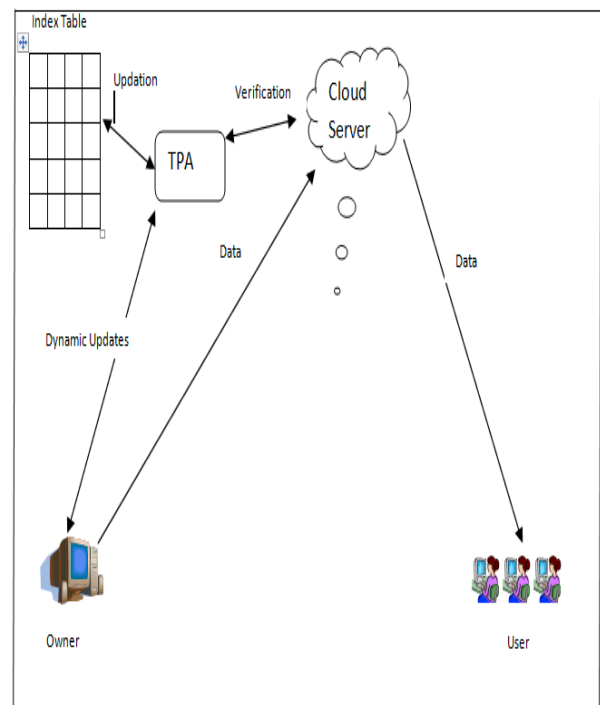 Index Table
Updation
Verification
Cloud
Server
TPA
Data
Data
Dynamic Updates
Owner
User